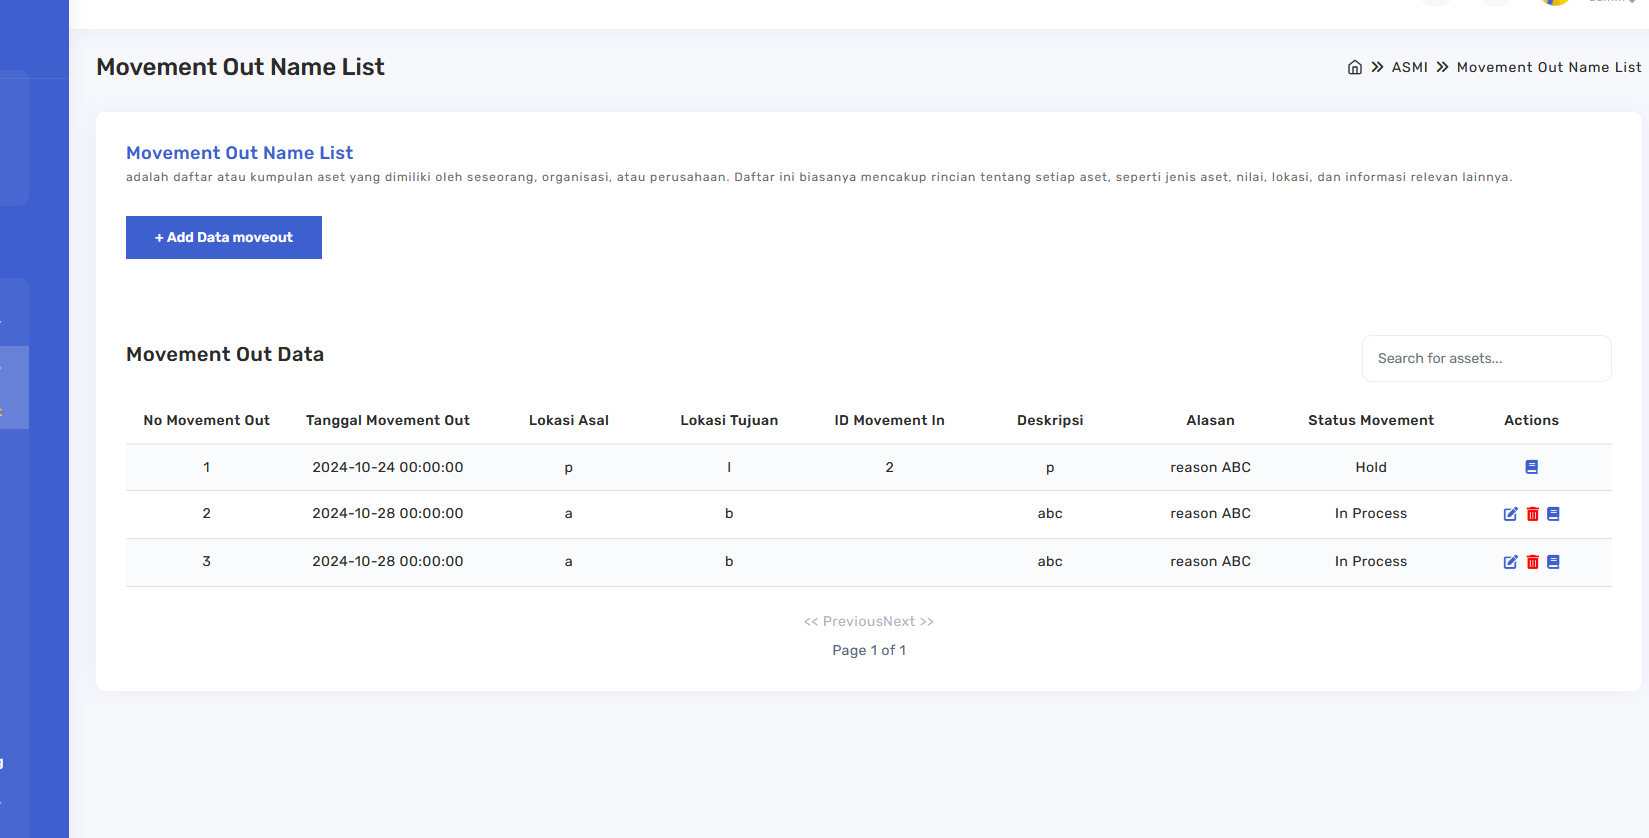 Movement Out Name List
ASMI
Movement Out Name List
Movement Out Name List
adalah daftar atau kumpulan aset yang dimiliki oleh seseorang, organisasi, atau perusahaan. Daftar ini biasanya mencakup rincian tentang setiap aset, seperti jenis aset, nilai, lokasi, dan informasi relevan lainnya.
+ Add Data moveout
Movement Out Data
Search for assets...
No Movement Out Tanggal Movement Out Lokasi Asal Lokasi Tujuan ID Movement In Deskripsi Alasan Status Movement Actions
1 2024-10-24 00:00:00 p l 2 p reason ABC Hold
2 2024-10-28 00:00:00 a b abc reason ABC In Process
3 2024-10-28 00:00:00 a b abc reason ABC In Process
<< PreviousNext >>
Page 1 of 1